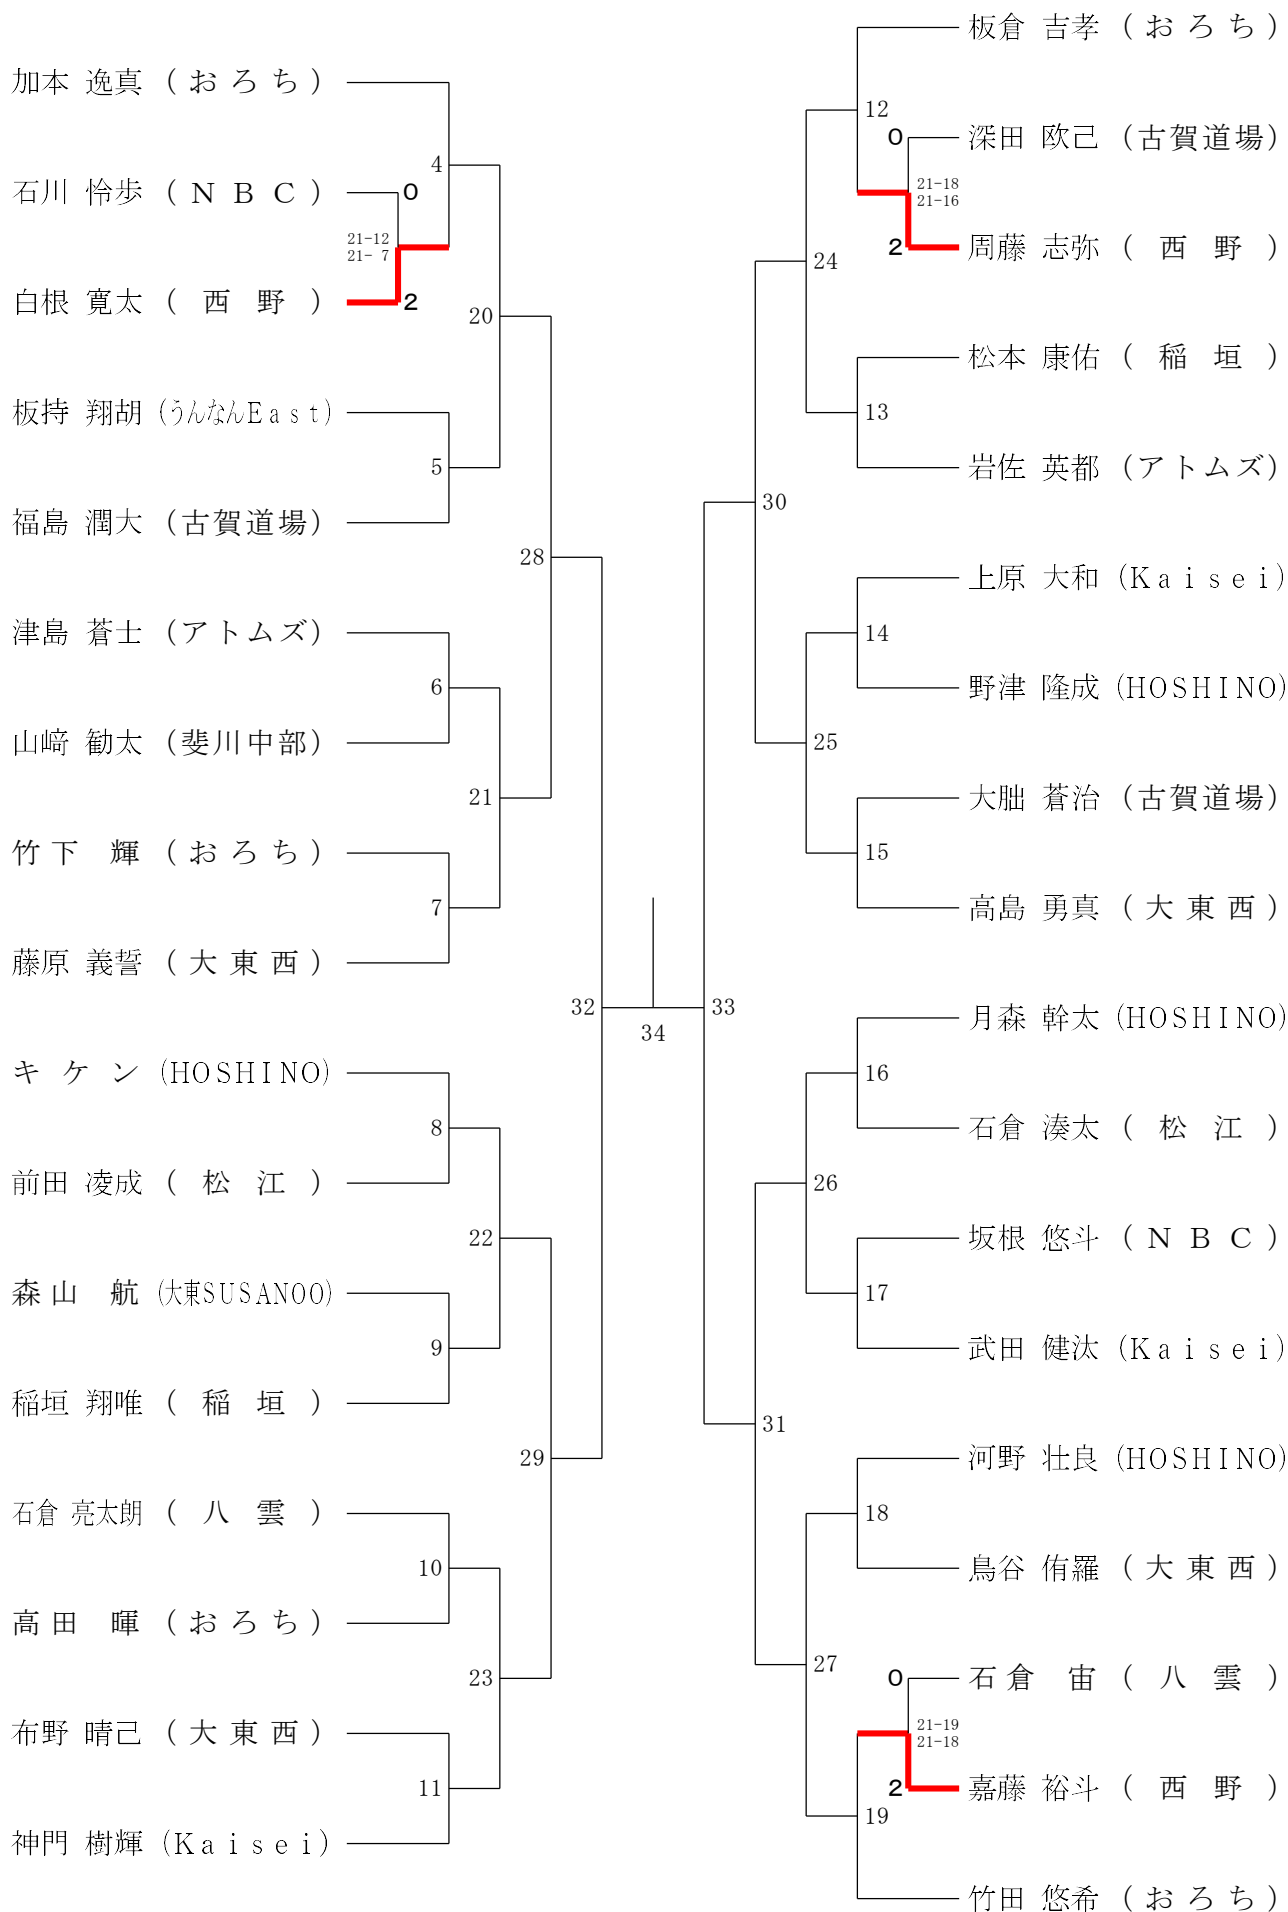 加本 逸真 (おろち)
4
石川 怜歩 (ＮＢＣ)
0
21-12
21- 7
白根 寛太 (西野)
2
20
板持 翔胡 (うんなんEast)
5
福島 潤大 (古賀道場)
28
津島 蒼士 (アトムズ)
6
山﨑 勧太 (斐川中部)
21
竹下 輝 (おろち)
7
藤原 義誓 (大東西)
32
34
キケン (HOSHINO)
8
前田 凌成 (松江)
22
森山 航 (大東SUSANOO)
9
稲垣 翔唯 (稲垣)
29
石倉 亮太朗 (八雲)
10
高田 暉 (おろち)
23
布野 晴己 (大東西)
11
神門 樹輝 (Kaisei)
板倉 吉孝 (おろち)
12
0
深田 欧己 (古賀道場)
21-18
21-16
2
周藤 志弥 (西野)
24
松本 康佑 (稲垣)
13
岩佐 英都 (アトムズ)
30
上原 大和 (Kaisei)
14
野津 隆成 (HOSHINO)
25
大朏 蒼治 (古賀道場)
15
高島 勇真 (大東西)
33
月森 幹太 (HOSHINO)
16
石倉 湊太 (松江)
26
坂根 悠斗 (ＮＢＣ)
17
武田 健汰 (Kaisei)
31
河野 壮良 (HOSHINO)
18
鳥谷 侑羅 (大東西)
27
0
石倉 宙 (八雲)
21-19
21-18
2
嘉藤 裕斗 (西野)
19
竹田 悠希 (おろち)